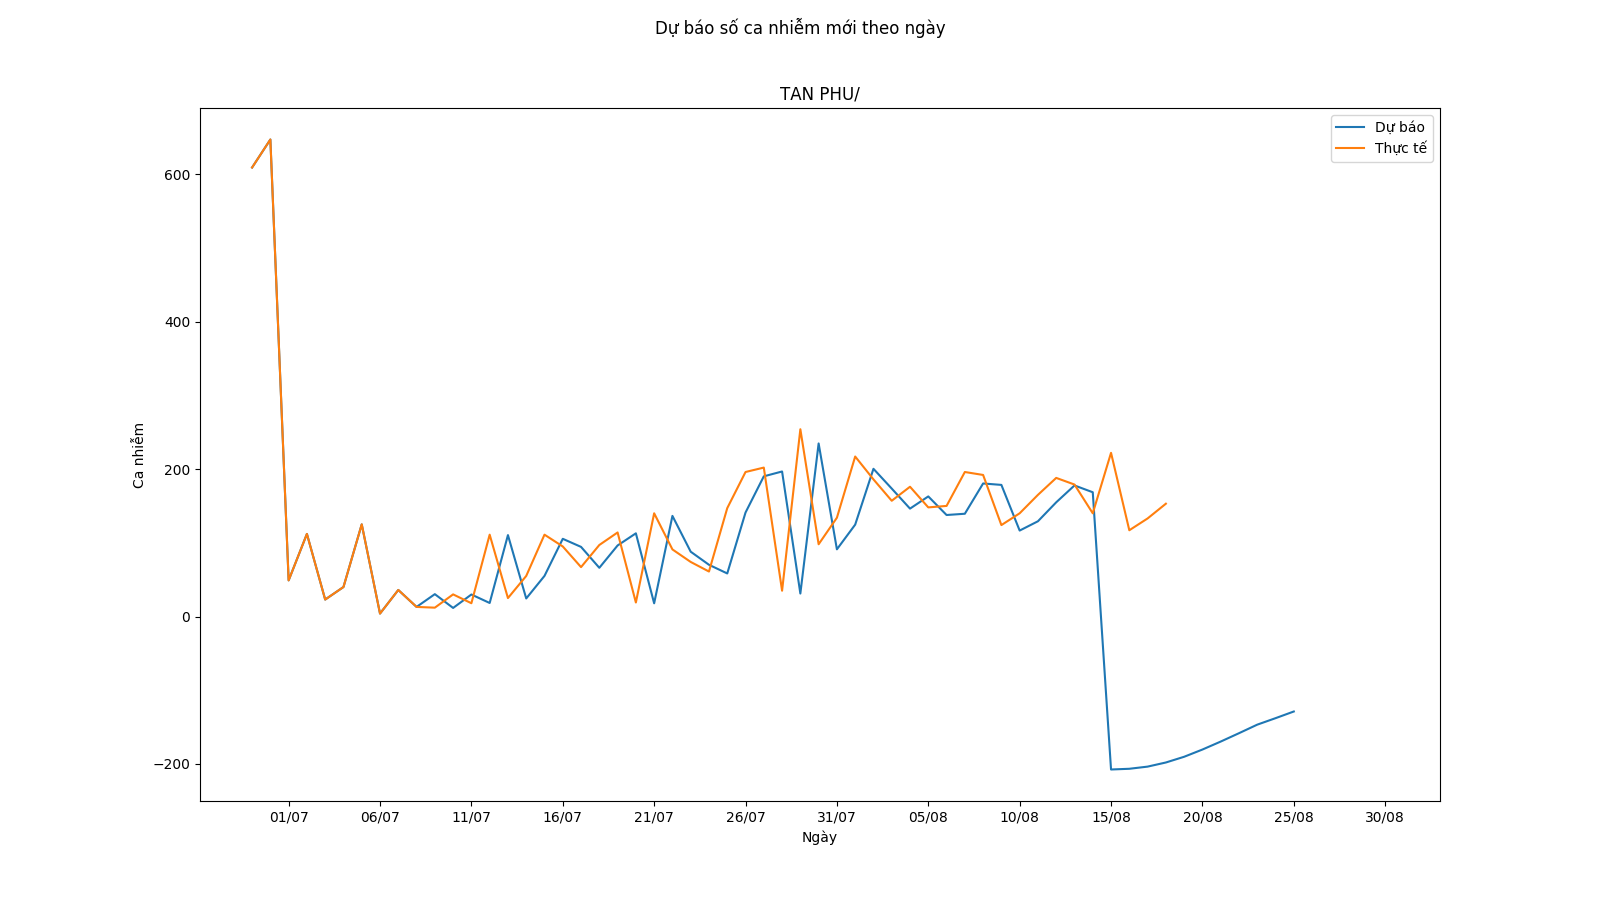 Dự báo số ca nhiễm mới theo ngày
TAN PHU/
Dự báo
Thực tế
600
400
200
0
−200
Ca nhiễm
01/07 06/07 11/07 16/07 21/07 26/07 31/07 05/08 10/08 15/08 20/08 25/08 30/08
Ngày